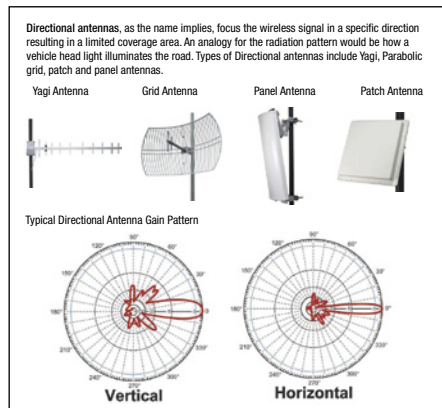 Directional antennas, as the name implies, focus the wireless signal in a specific direction
resulting in a limited coverage area. An analogy for the radiation pattern would be how a
vehicle head light illuminates the road. Types of Directional antennas include Yagi, Parabolic
grid, patch and panel antennas.
Yagi Antenna Grid Antenna Panel Antenna Patch Antenna
Typical Directional Antenna Gain Pattern
90°
120° 60°
150° 30°
180° 0°
210° 330°
240° 300°
270°
Vertical
90°
120° 60°
150° 30°
180° 0°
210° 330°
240° 300°
270°
Horizontal